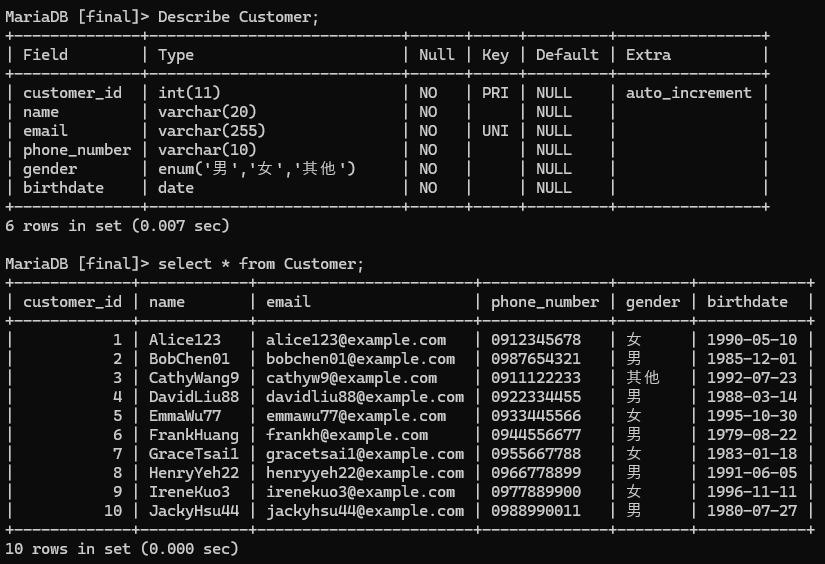 MariaDB [final]> Describe Customer;
+--------------+----------------------------+------+-----+---------+----------------+
| Field        | Type                       | Null | Key | Default | Extra          |
+--------------+----------------------------+------+-----+---------+----------------+
| customer_id  | int(11)                    | NO   | PRI | NULL    | auto_increment |
| name         | varchar(20)                | NO   |     | NULL    |                |
| email        | varchar(255)               | NO   | UNI | NULL    |                |
| phone_number | varchar(10)                | NO   |     | NULL    |                |
| gender       | enum('男','女','其他')     | NO   |     | NULL    |                |
| birthdate    | date                       | NO   |     | NULL    |                |
+--------------+----------------------------+------+-----+---------+----------------+
6 rows in set (0.007 sec)
MariaDB [final]> select * from Customer;
+-------------+------------+------------------------+--------------+--------+------------+
| customer_id | name       | email                  | phone_number | gender | birthdate  |
+-------------+------------+------------------------+--------------+--------+------------+
|           1 | Alice123   | alice123@example.com   | 0912345678   | 女     | 1990-05-10 |
|           2 | BobChen01  | bobchen01@example.com  | 0987654321   | 男     | 1985-12-01 |
|           3 | CathyWang9 | cathyw9@example.com    | 0911122233   | 其他   | 1992-07-23 |
|           4 | DavidLiu88 | davidliu88@example.com | 0922334455   | 男     | 1988-03-14 |
|           5 | EmmaWu77   | emmawu77@example.com   | 0933445566   | 女     | 1995-10-30 |
|           6 | FrankHuang | frankh@example.com     | 0944556677   | 男     | 1979-08-22 |
|           7 | GraceTsai1 | gracetsai1@example.com | 0955667788   | 女     | 1983-01-18 |
|           8 | HenryYeh22 | henryyeh22@example.com | 0966778899   | 男     | 1991-06-05 |
|           9 | IreneKuo3  | irenekuo3@example.com  | 0977889900   | 女     | 1996-11-11 |
|          10 | JackyHsu44 | jackyhsu44@example.com | 0988990011   | 男     | 1980-07-27 |
+-------------+------------+------------------------+--------------+--------+------------+
10 rows in set (0.000 sec)